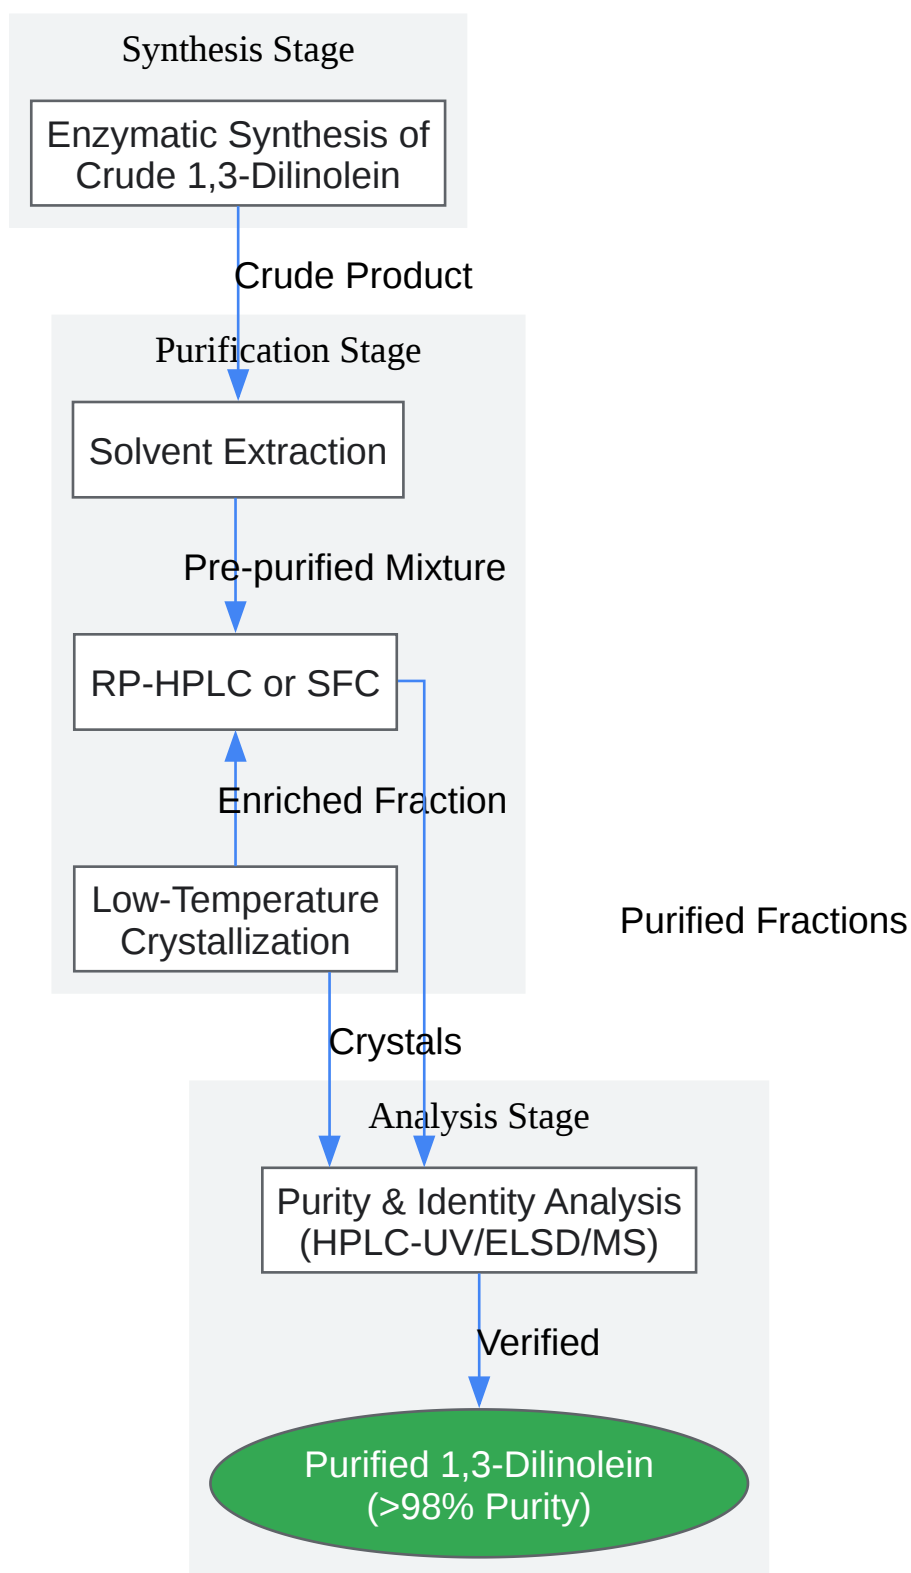 Synthesis Stage
Enzymatic Synthesis of
Crude 1,3-Dilinolein
Crude Product
Purification Stage
Solvent Extraction
Pre-purified Mixture
RP-HPLC or SFC
Enriched Fraction
Low-Temperature
Crystallization
Purified Fractions
Crystals
Analysis Stage
Purity & Identity Analysis
(HPLC-UV/ELSD/MS)
Verified
Purified 1,3-Dilinolein
(>98% Purity)